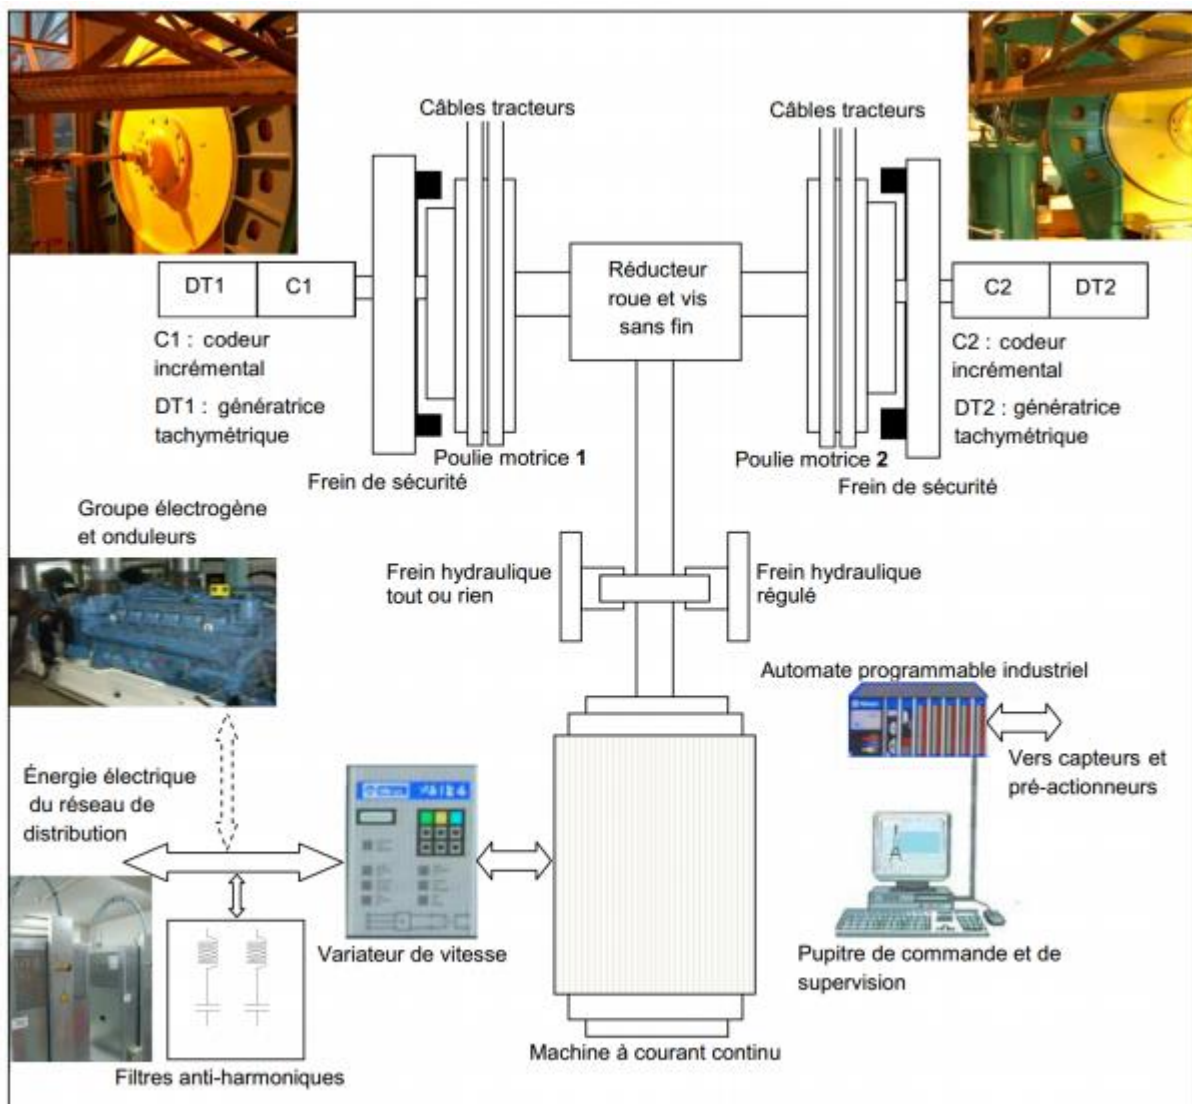 Câbles tracteurs
Câbles tracteurs
DT1
C1
Réducteur
roue et vis
sans fin
C2
DT2
C1 : codeur
incrémental
DT1 : génératrice
tachymétrique
C2 : codeur
incrémental
DT2 : génératrice
tachymétrique
Poulie motrice 1
Poulie motrice 2
Frein de sécurité
Frein de sécurité
Groupe électrogène
et onduleurs
Frein hydraulique
tout ou rien
Frein hydraulique
régulé
Automate programmable industriel
Vers capteurs et
pré-actionneurs
Énergie électrique
du réseau de
distribution
Variateur de vitesse
Pupitre de commande et de
supervision
Machine à courant continu
Filtres anti-harmoniques